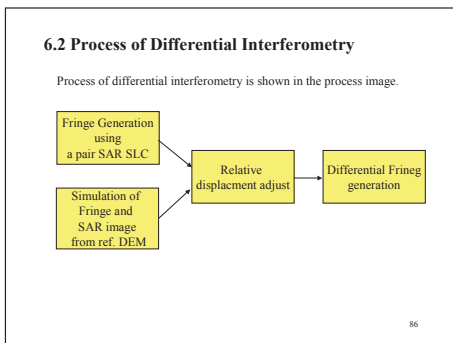 6.2 Process of Differential Interferometry
Process of differential interferometry is shown in the process image.
Fringe Generation
using
a pair SAR SLC
Simulation of
Fringe and
SAR image
from ref. DEM
Relative
displacment adjust
Differential Frineg
generation
86